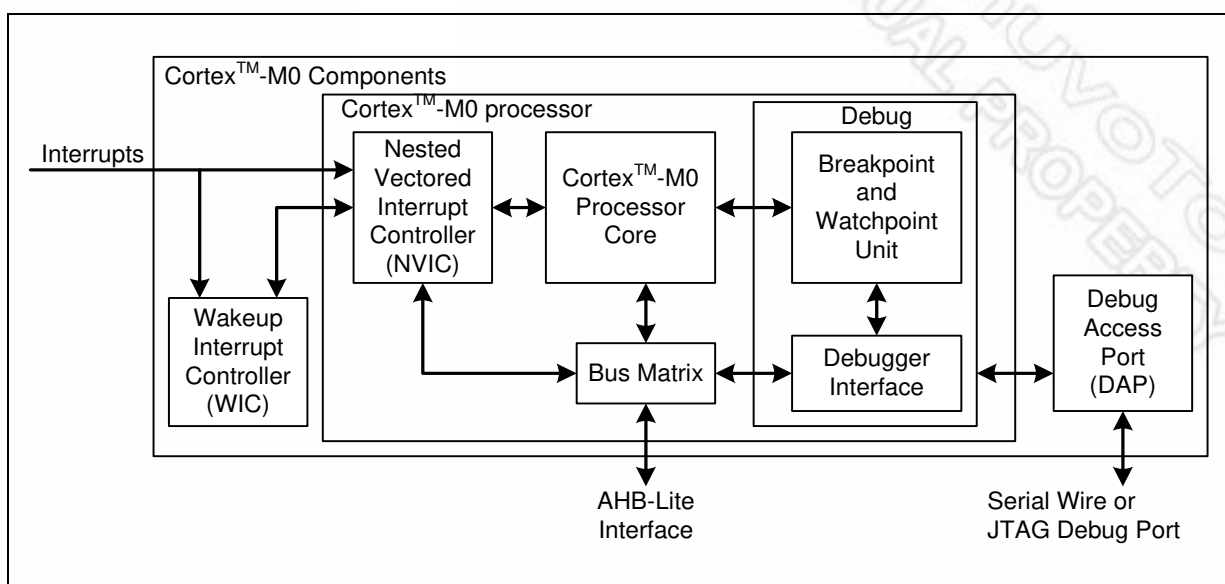 Cortex™-M0 Components
Cortex™-M0 processor
Debug
Interrupts
Nested
Vectored
Interrupt
Controller
(NVIC)
Cortex™-M0
Processor
Core
Breakpoint
and
Watchpoint
Unit
Wakeup
Interrupt
Controller
(WIC)
Bus Matrix
Debugger
Interface
Debug
Access
Port
(DAP)
AHB-Lite
Interface
Serial Wire or
JTAG Debug Port